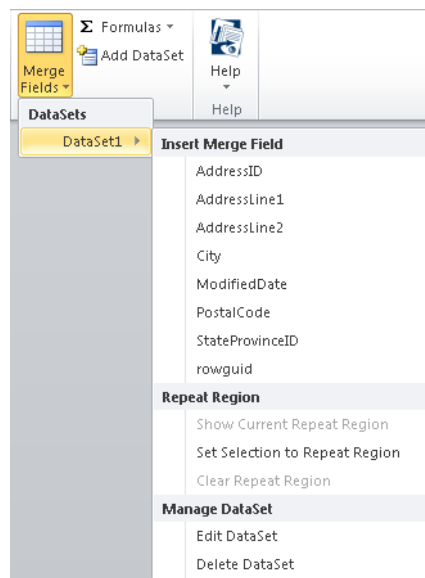 Σ Formulas
Add DataSet
Merge
Fields
Help
Help
DataSets
DataSet1
Insert Merge Field
AddressID
AddressLine1
AddressLine2
City
ModifiedDate
PostalCode
StateProvinceID
rowguid
Repeat Region
Show Current Repeat Region
Set Selection to Repeat Region
Clear Repeat Region
Manage DataSet
Edit DataSet
Delete DataSet